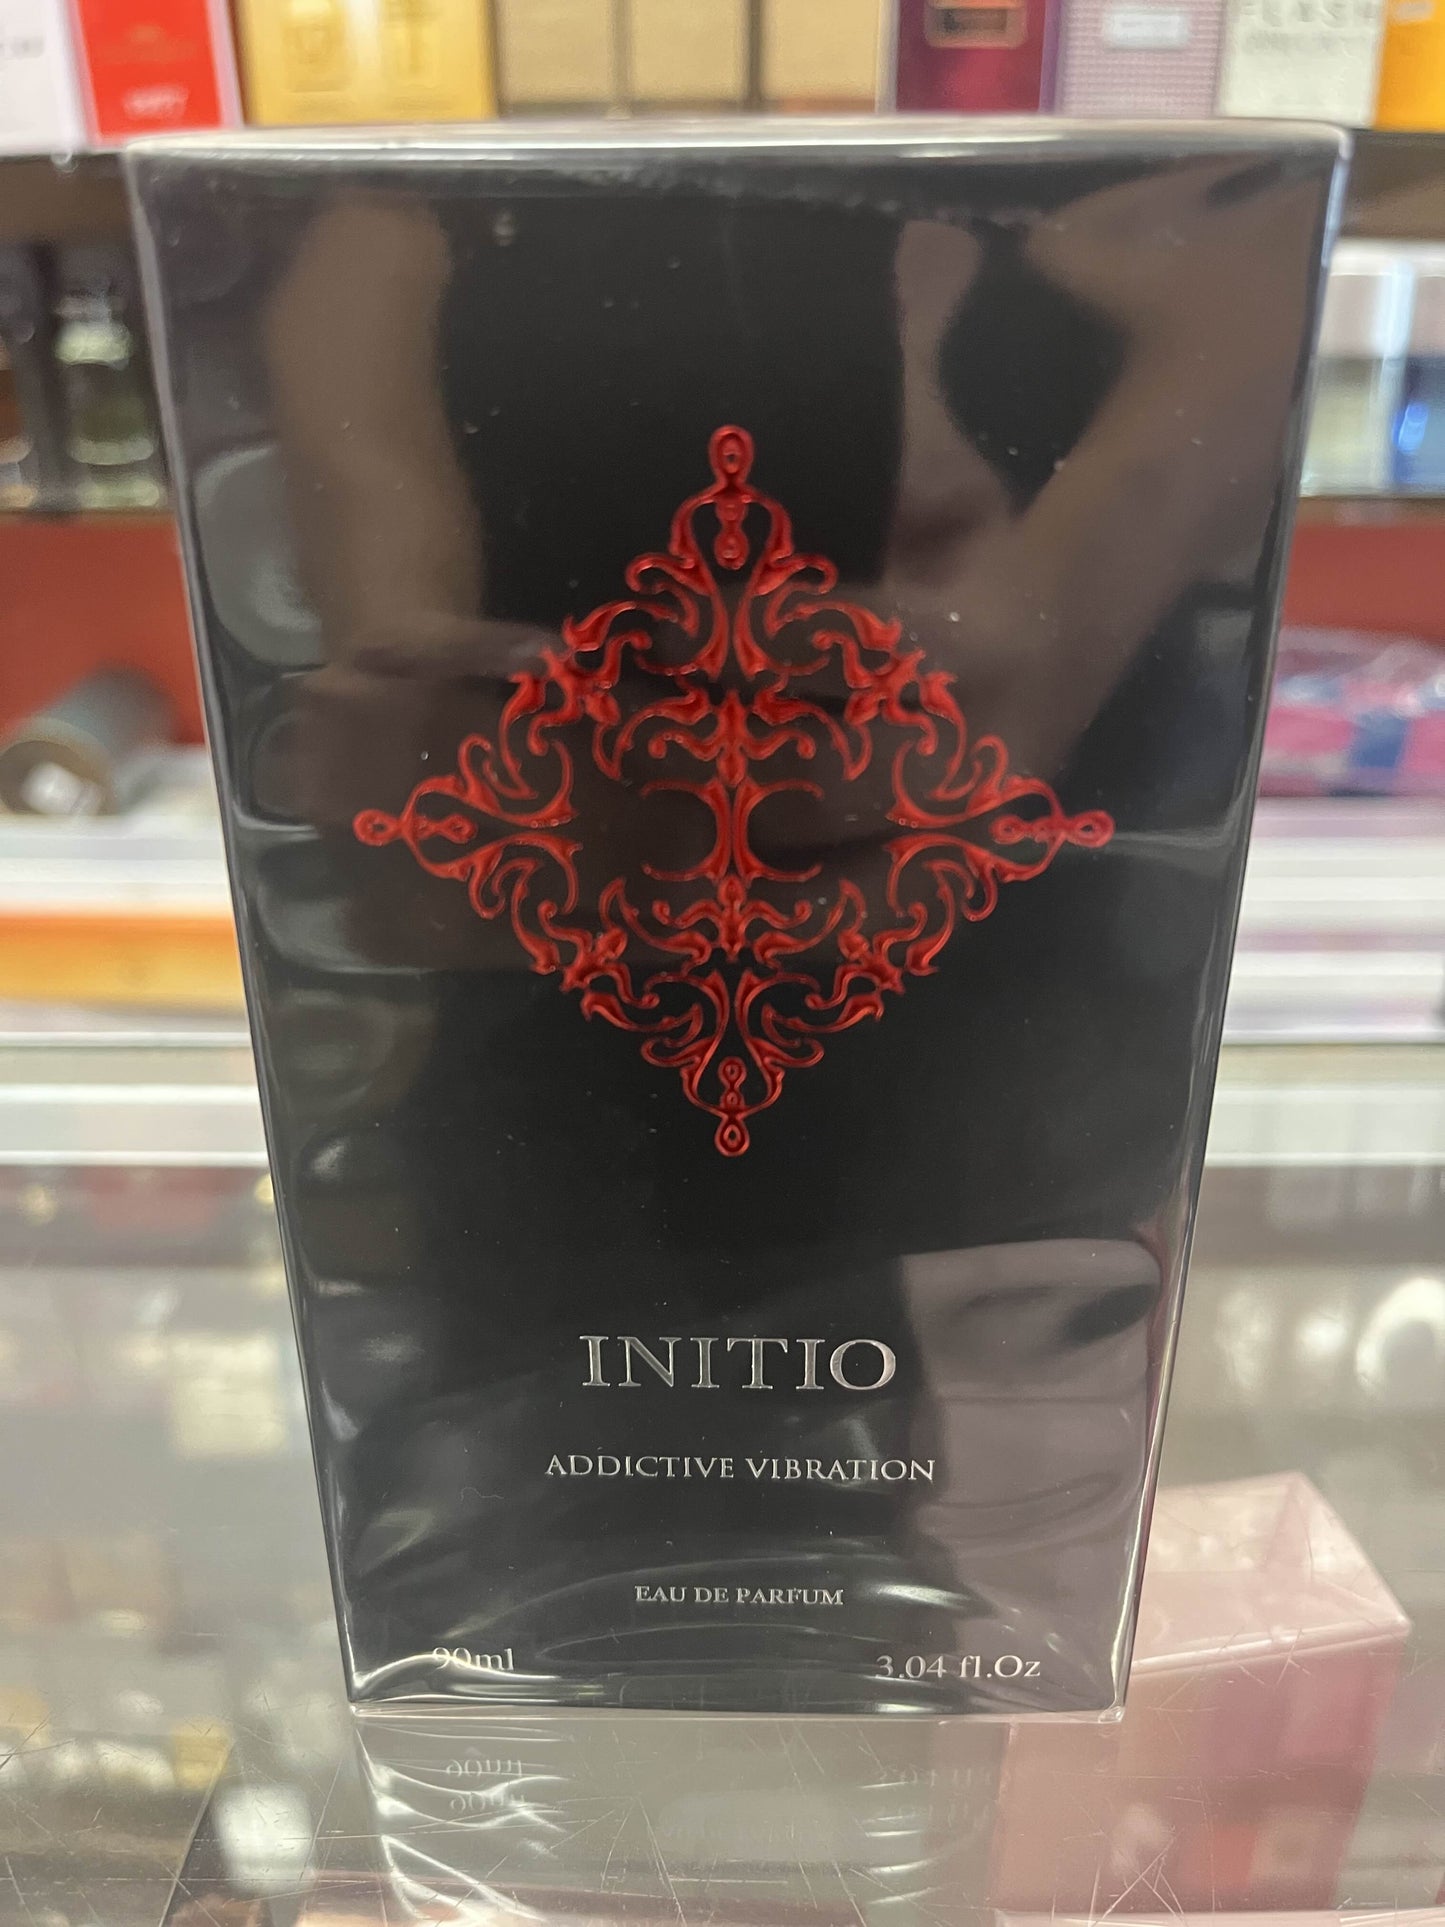 INITIO
ADDICTIVE VIBRATION
EAU DE PARFUM
90ml
3.04 fl.Oz